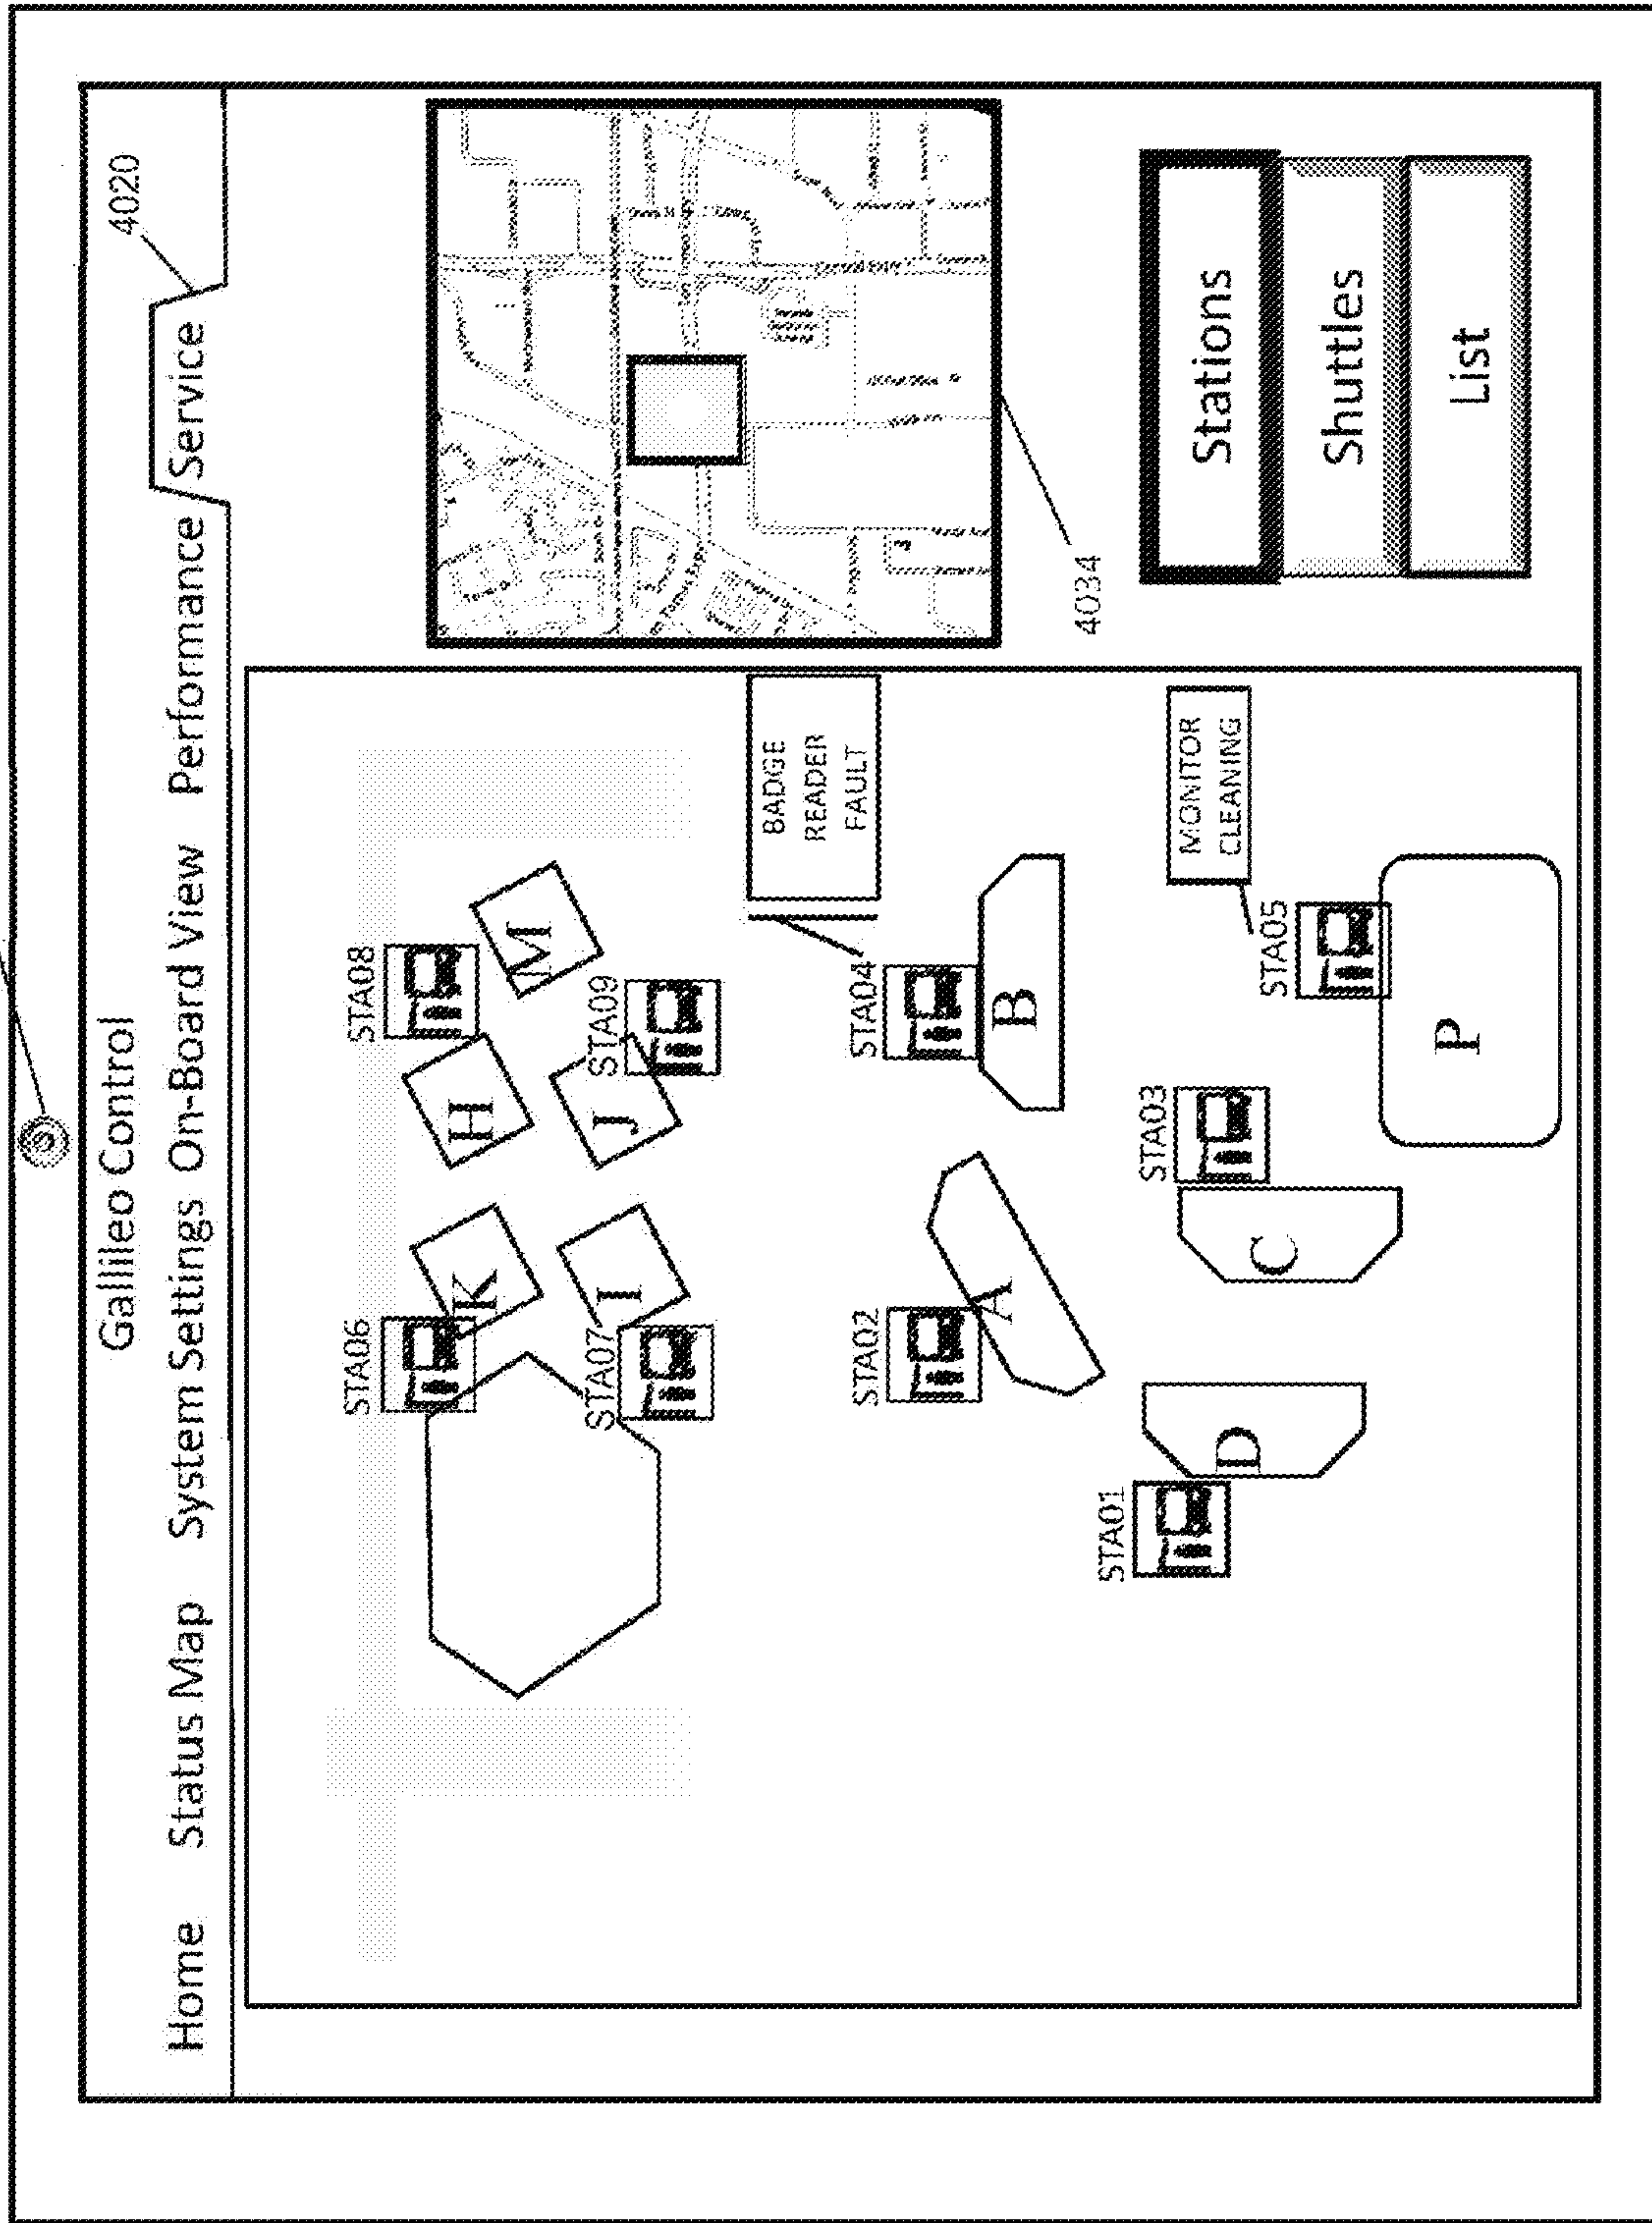 Gallileo Control
4020
Home Status Map System Settings On-Board View Performance Service
STA06
STA08
K
H
M
STA07
STA09
I
J
BADGE
READER
FAULT
4034
STA02
STA04
A
B
STA01
STA03
MONITOR
CLEANING
D
C
STA05
P
Stations
Shuttles
List